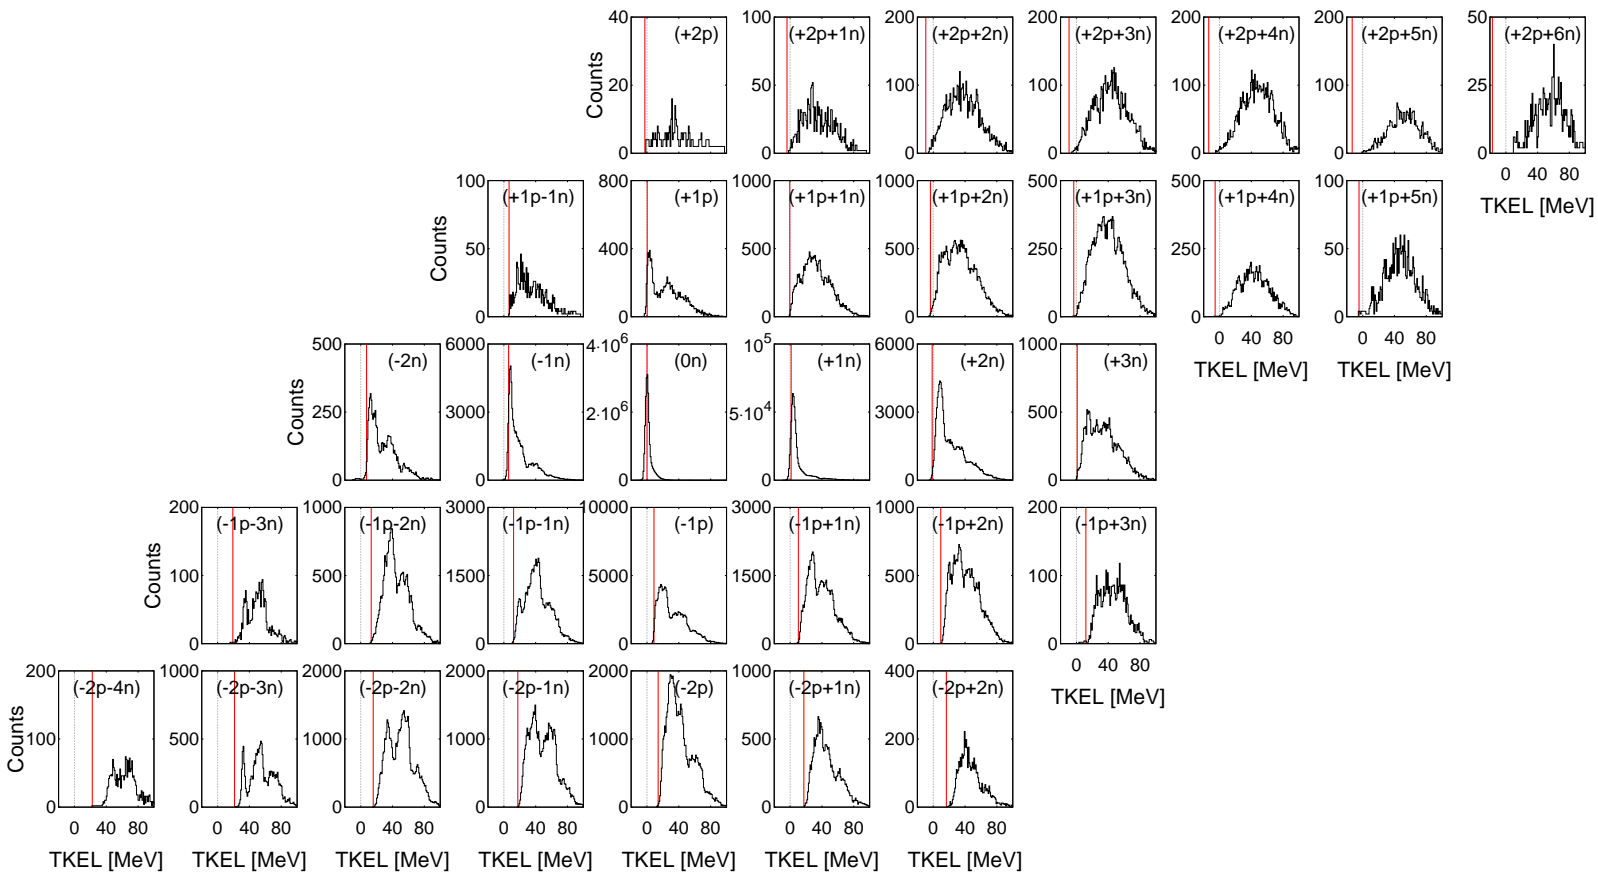 40
20
0
Counts
(+2p)
100
50
0
(+2p+1n)
200
100
0
(+2p+2n)
200
100
0
(+2p+3n)
200
100
0
(+2p+4n)
200
100
0
(+2p+5n)
50
25
0
(+2p+6n)
0 40 80
TKEL [MeV]
100
50
0
Counts
(+1p-1n)
800
400
0
(+1p)
1000
500
0
(+1p+1n)
1000
500
0
(+1p+2n)
500
250
0
(+1p+3n)
500
250
0
(+1p+4n)
0 40 80
TKEL [MeV]
100
50
0
(+1p+5n)
0 40 80
TKEL [MeV]
500
250
0
Counts
(-2n)
6000
3000
0
(-1n)
4·10⁶
2·10⁶
0
(0n)
10⁵
5·10⁴
0
(+1n)
6000
3000
0
(+2n)
1000
500
0
(+3n)
200
100
0
Counts
(-1p-3n)
1000
500
0
(-1p-2n)
3000
1500
0
(-1p-1n)
10000
5000
0
(-1p)
3000
1500
0
(-1p+1n)
1000
500
0
(-1p+2n)
200
100
0
(-1p+3n)
0 40 80
TKEL [MeV]
200
100
0
Counts
(-2p-4n)
0 40 80
TKEL [MeV]
1000
500
0
(-2p-3n)
0 40 80
TKEL [MeV]
2000
1000
0
(-2p-2n)
0 40 80
TKEL [MeV]
2000
1000
0
(-2p-1n)
0 40 80
TKEL [MeV]
2000
1000
0
(-2p)
0 40 80
TKEL [MeV]
1000
500
0
(-2p+1n)
0 40 80
TKEL [MeV]
400
200
0
(-2p+2n)
0 40 80
TKEL [MeV]